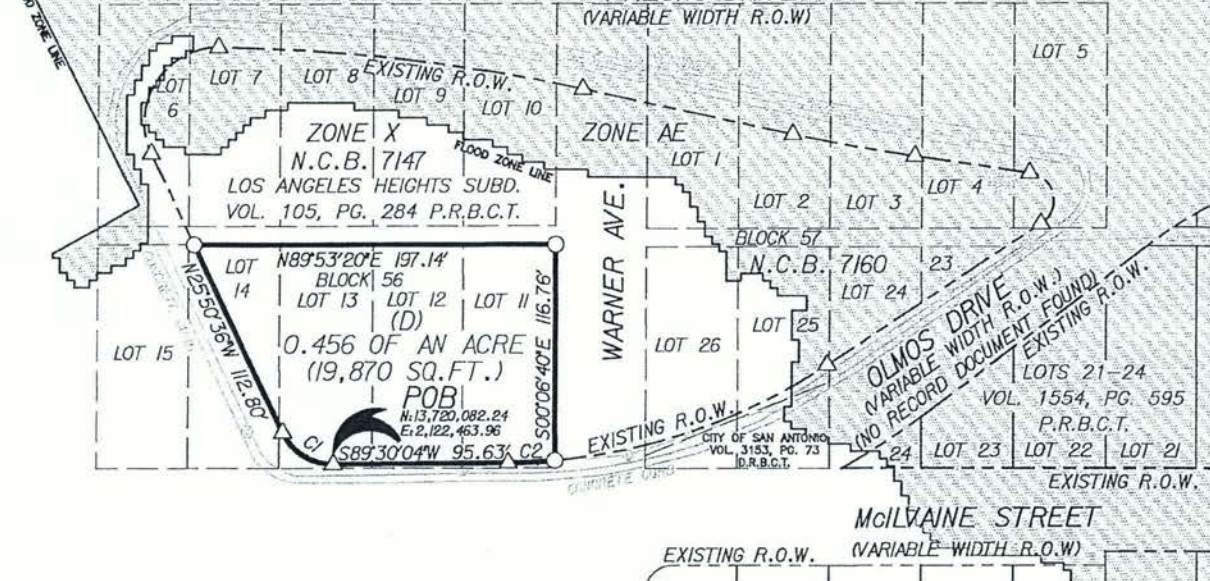 (VARIABLE WIDTH R.O.W)
ZONE LINE
LOT 5
LOT 7
LOT 8
EXISTING R.O.W.
LOT 6
LOT 9
LOT 10
ZONE X
N.C.B. 7147
FLOOD ZONE LINE
ZONE AE
LOT 1
LOS ANGELES HEIGHTS SUBD.
VOL. 105, PG. 284 P.R.B.C.T.
WARNER AVE.
LOT 2
LOT 3
LOT 4
BLOCK 57
N.C.B. 7160
23
LOT 24
N89°53'20"E 197.14'
LOT 14
BLOCK 56
LOT 13
LOT 12
LOT 11
(D)
0.456 OF AN ACRE
(19,870 SQ.FT.)
POB
N:13,720,082.24
E:2,122,463.96
N25°50'36"W 112.80'
S00°06'40"E 116.76'
C1
S89°30'04"W 95.63'
C2
LOT 15
LOT 26
LOT 25
OLMOS DRIVE
(VARIABLE WIDTH R.O.W.)
(NO RECORD DOCUMENT FOUND)
EXISTING R.O.W.
LOTS 21-24
VOL. 1554, PG. 595
P.R.B.C.T.
EXISTING R.O.W.
CITY OF SAN ANTONIO
VOL. 3153, PG. 73
D.R.B.C.T.
CONCRETE CURB
24
LOT 23
LOT 22
LOT 21
EXISTING R.O.W.
McILVAINE STREET
(VARIABLE WIDTH R.O.W)
EXISTING R.O.W.